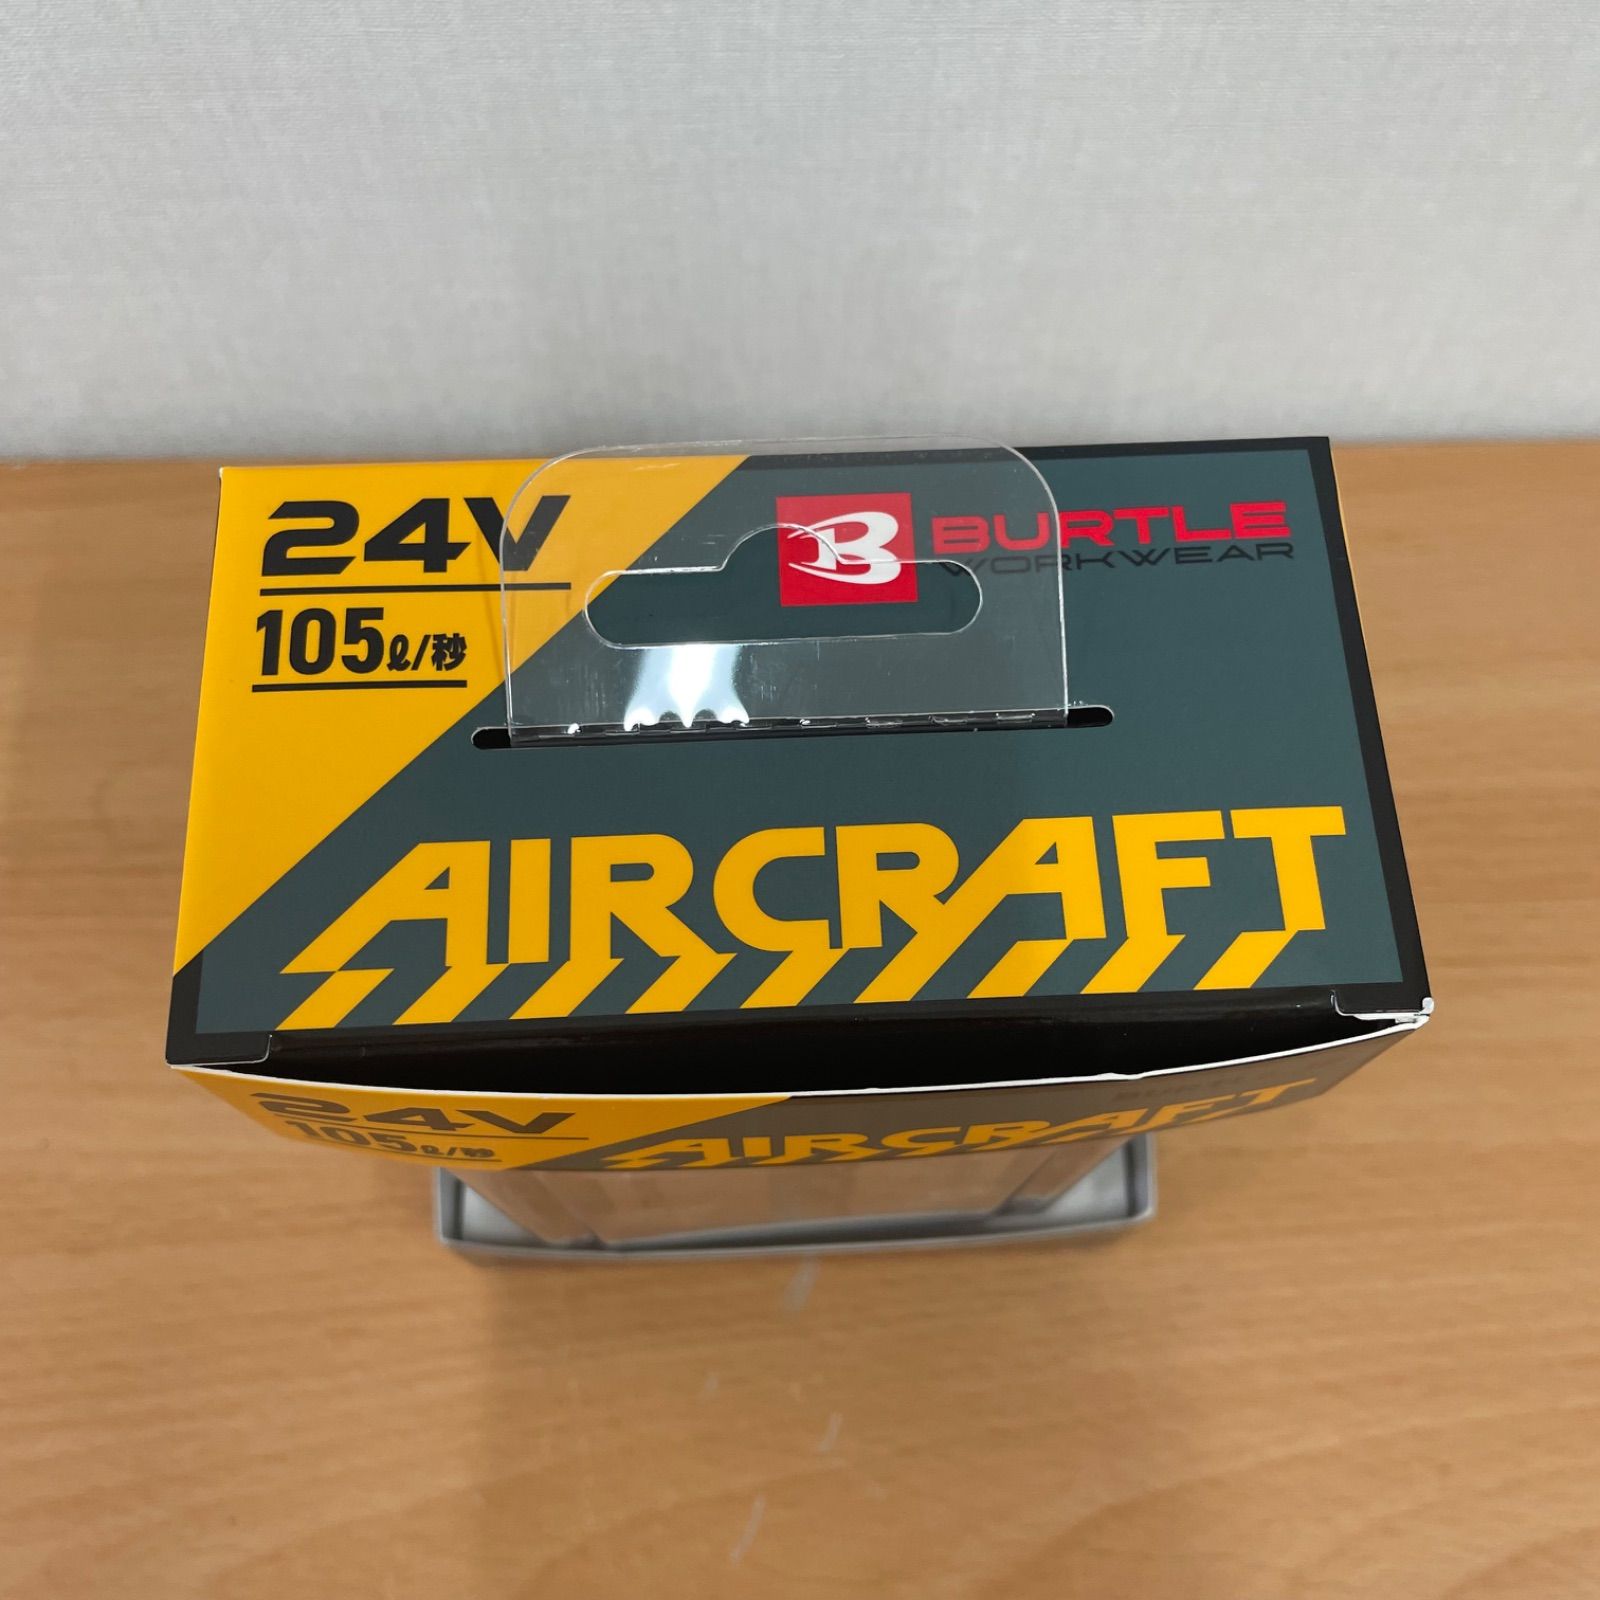 24V
105ℓ/秒
B BURTLE
WORKWEAR
AIRCRAFT
24V
105ℓ/秒
AIRCRAFT